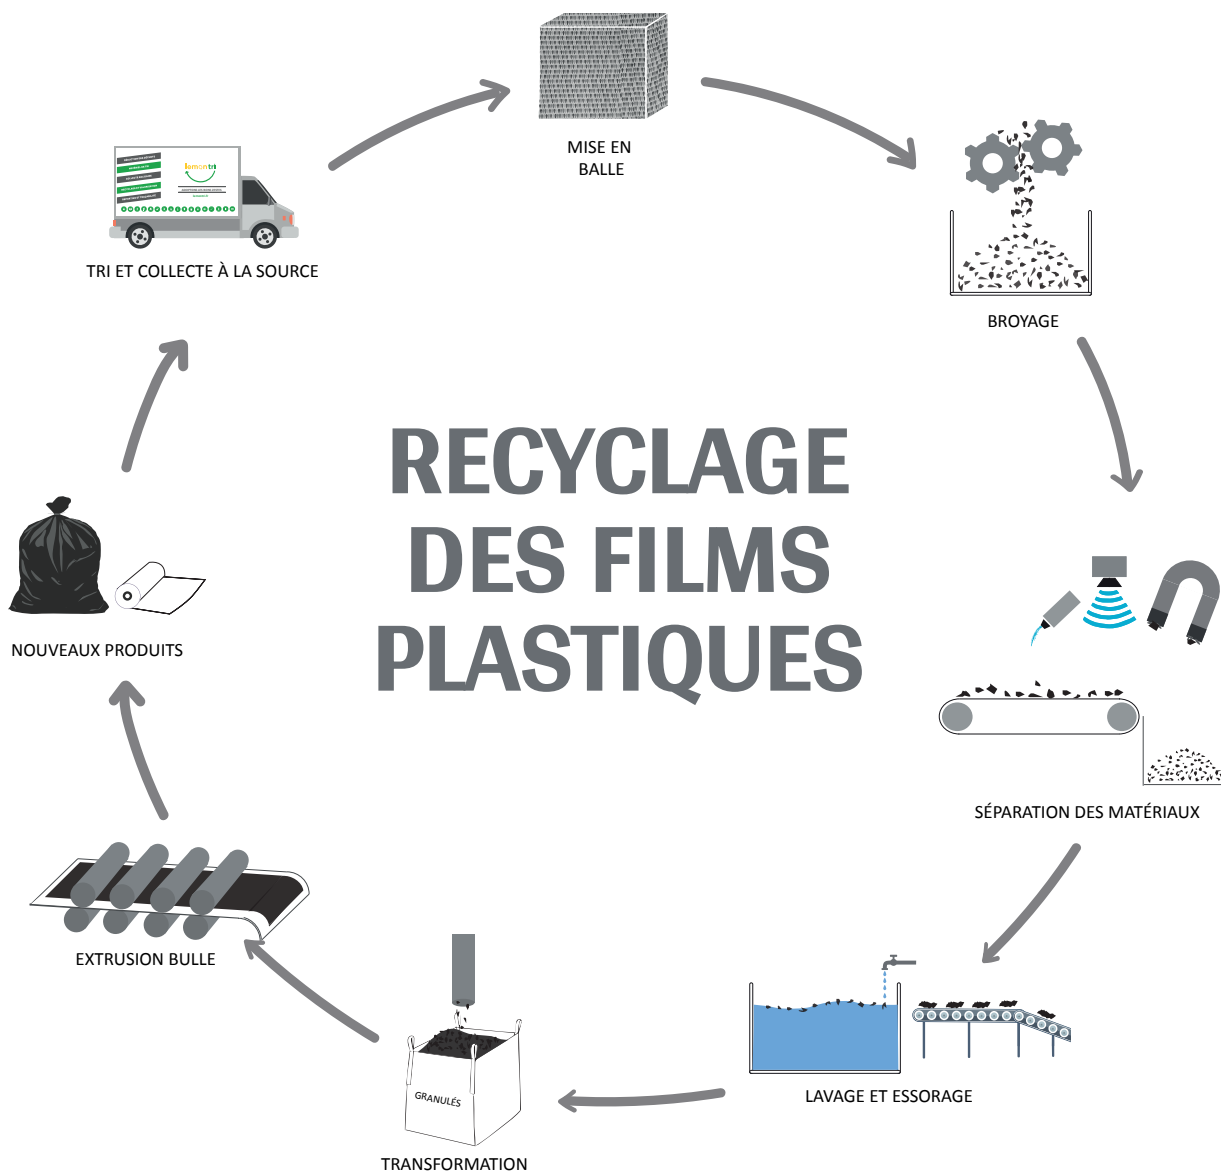 MISE EN
BALLE
lemontri
TRI ET COLLECTE À LA SOURCE
BROYAGE
RECYCLAGE
DES FILMS
PLASTIQUES
NOUVEAUX PRODUITS
SÉPARATION DES MATÉRIAUX
EXTRUSION BULLE
LAVAGE ET ESSORAGE
GRANULÉS
TRANSFORMATION